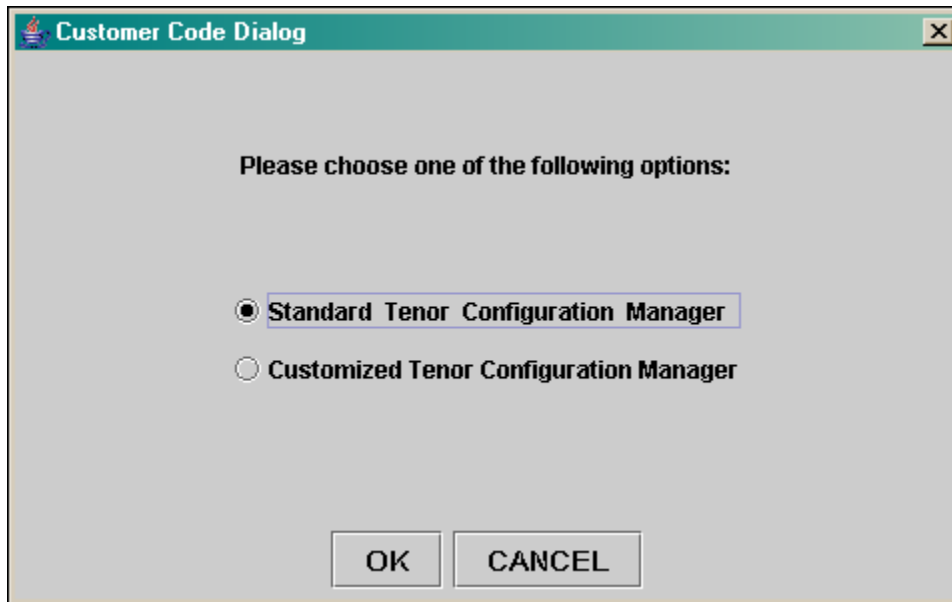 Customer Code Dialog
Please choose one of the following options:
Standard Tenor Configuration Manager
Customized Tenor Configuration Manager
OK CANCEL